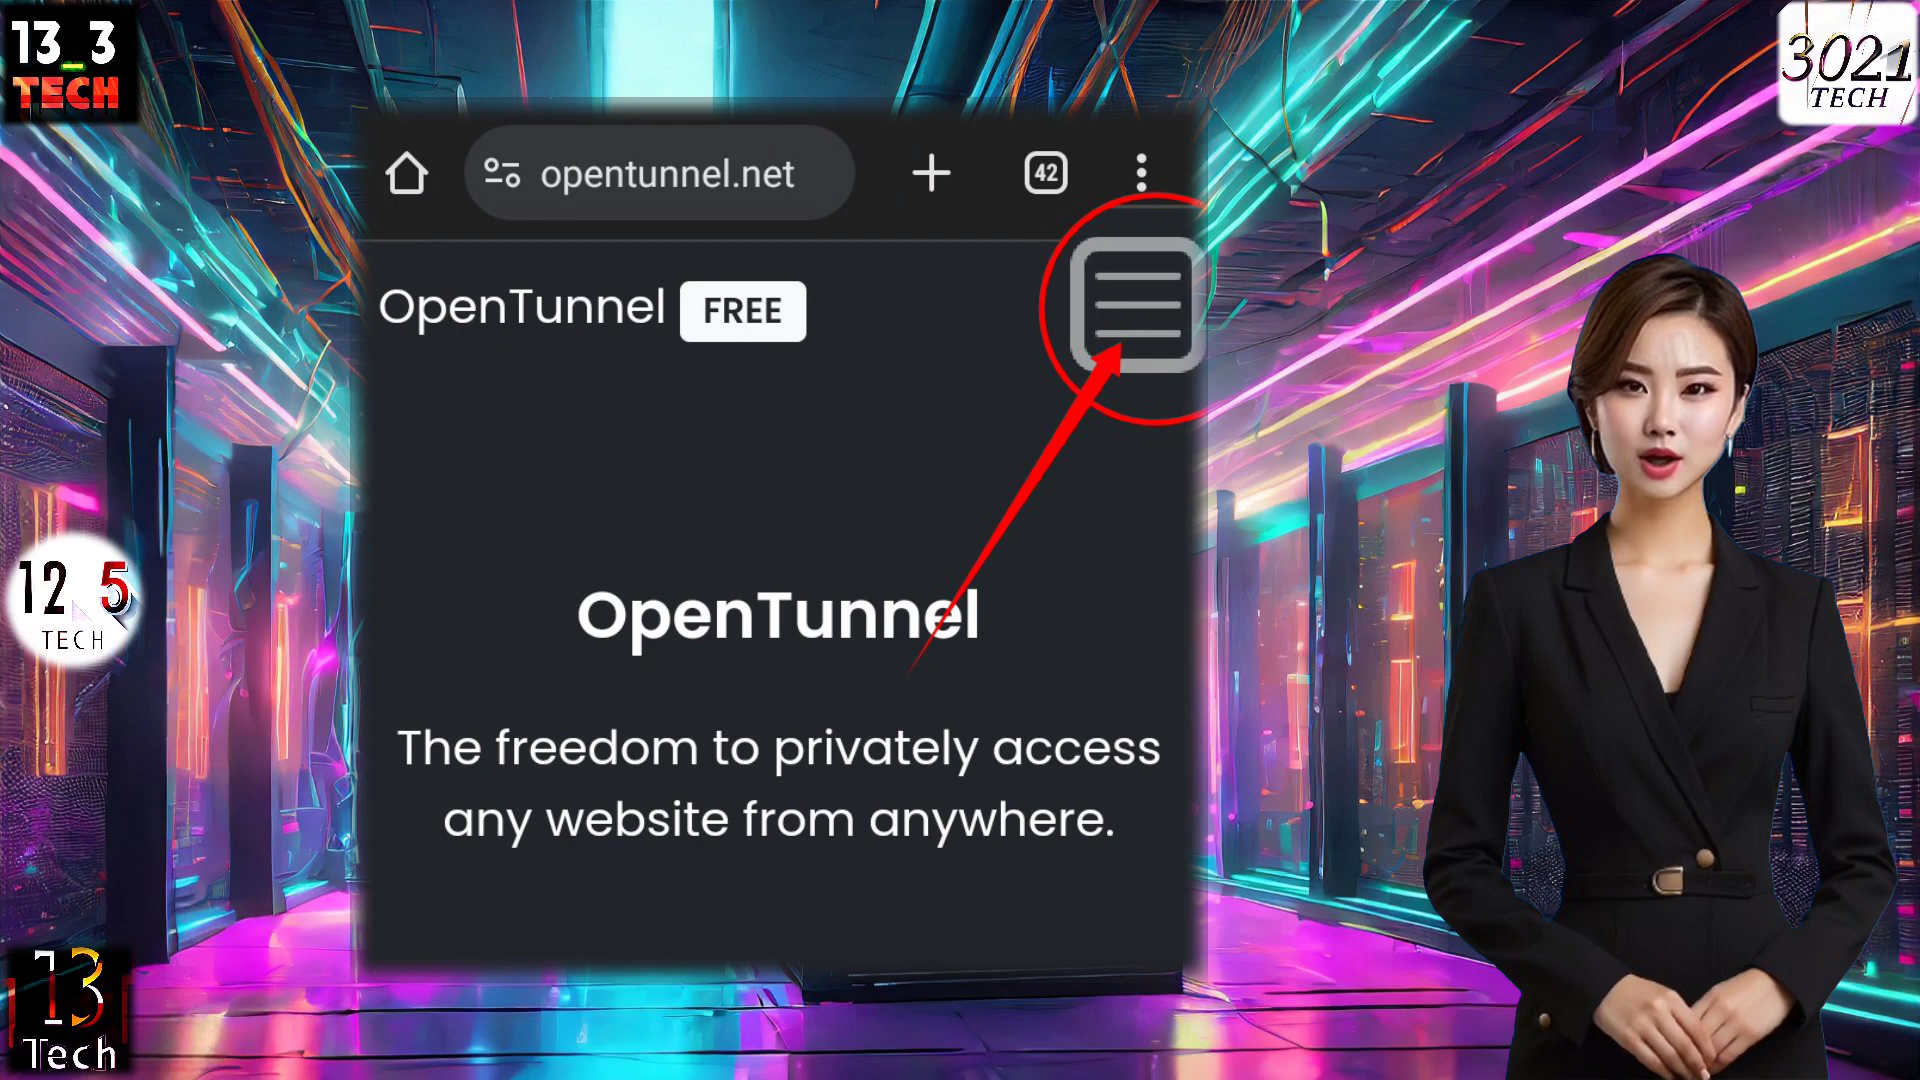 13_3
TECH
3021
TECH
opentunnel.net
42
OpenTunnel FREE
OpenTunnel
The freedom to privately access
any website from anywhere.
12 5
TECH
13
Tech